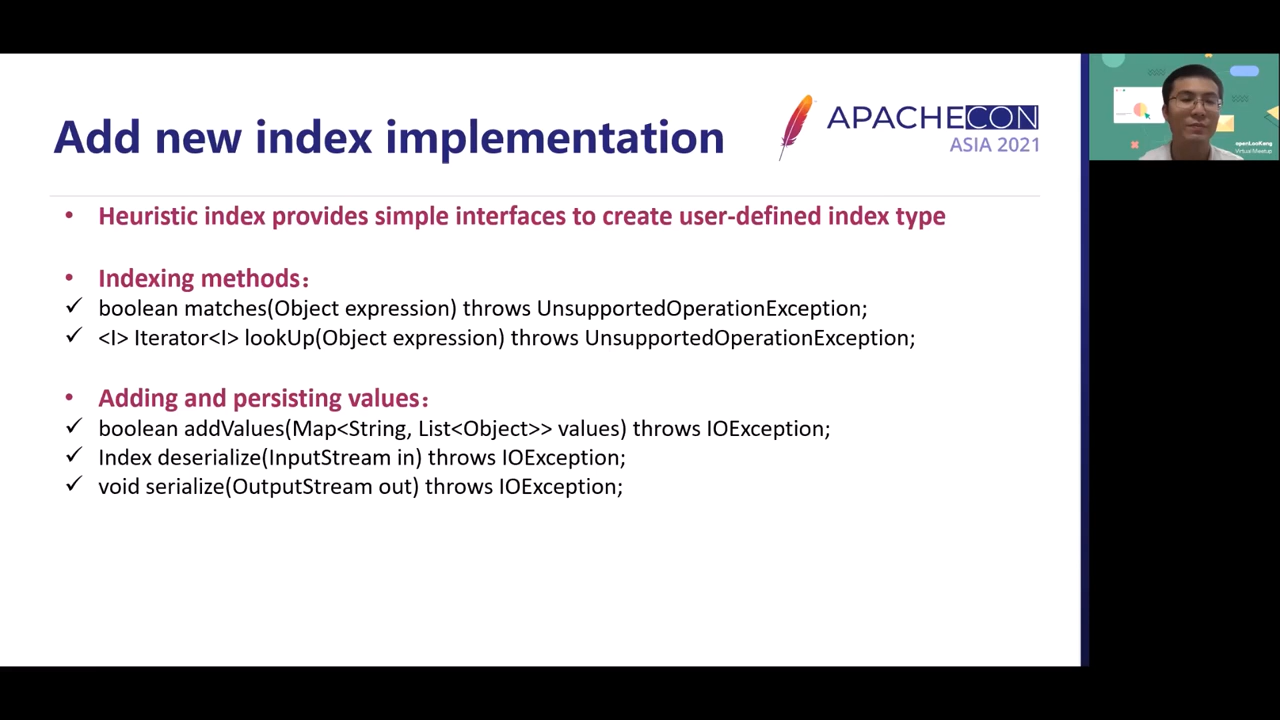 Add new index implementation
APACHECON
ASIA 2021
• Heuristic index provides simple interfaces to create user-defined index type
• Indexing methods：
✓ boolean matches(Object expression) throws UnsupportedOperationException;
✓ <I> Iterator<I> lookUp(Object expression) throws UnsupportedOperationException;
• Adding and persisting values：
✓ boolean addValues(Map<String, List<Object>> values) throws IOException;
✓ Index deserialize(InputStream in) throws IOException;
✓ void serialize(OutputStream out) throws IOException;
openLooKeng
Virtual Meetup